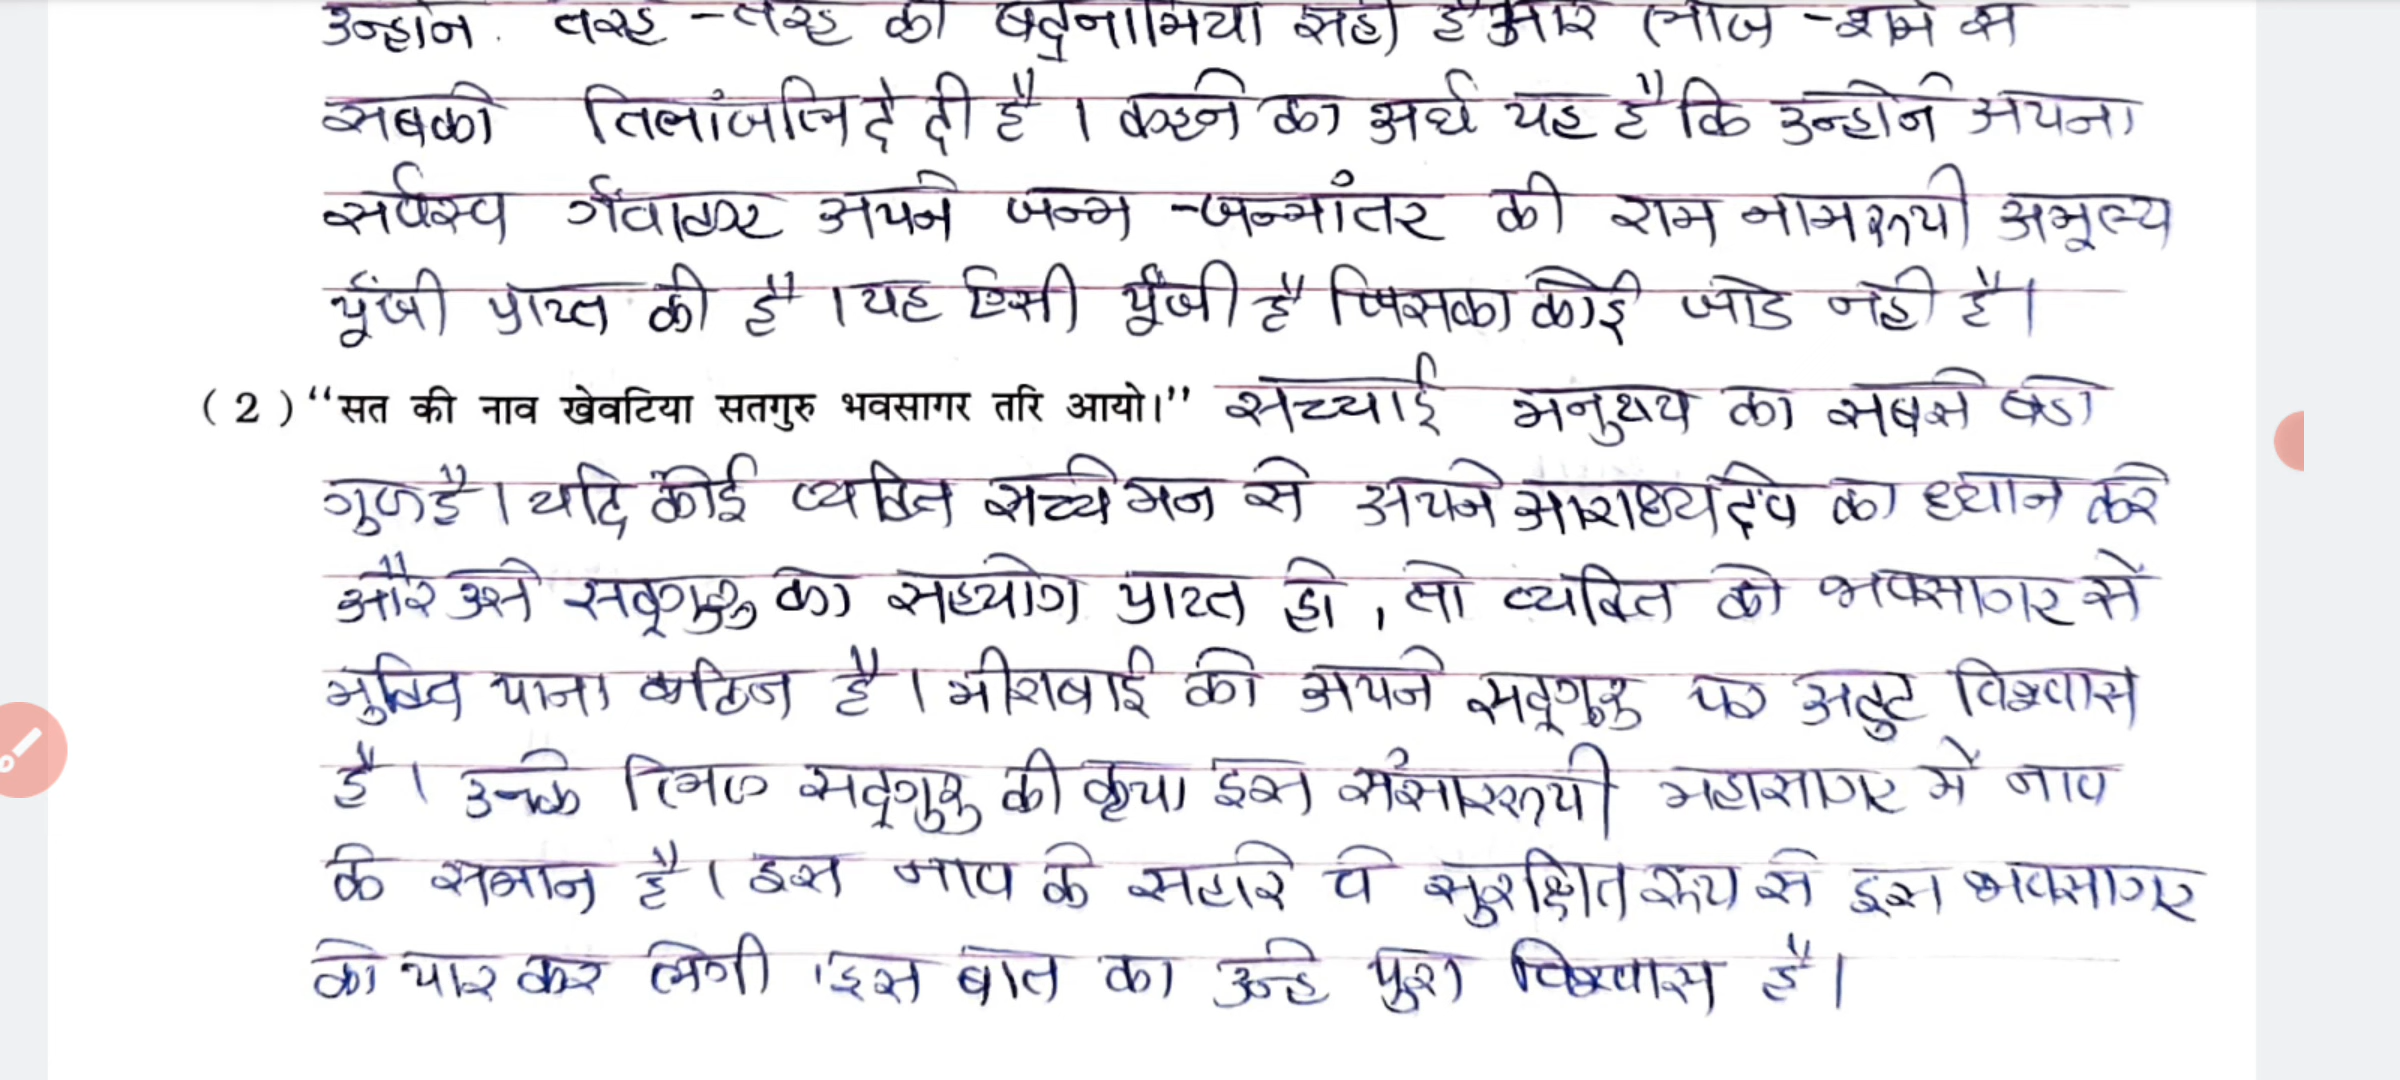 उन्होंने तरह-तरह की बदनामियाँ सही हैं और लाज-शर्म से
सबको तिलांजलि दे दी है । कहने का अर्थ यह है कि उन्होंने अपना
सर्वस्व गँवाकर अपने जन्म-जन्मांतर की राम नामरूपी अमूल्य
पूँजी प्राप्त की है । यह ऐसी पूँजी है जिसका कोई जोड नही है।
(2) “सत की नाव खेवटिया सतगुरु भवसागर तरि आयो।” सच्चाई मनुष्य का सबसे बडा
गुण है । यदि कोई व्यक्ति सच्चे मन से अपने आराध्यदेव का ध्यान करे
और उसे सद्गुरु का सहयोग प्राप्त हो, तो व्यक्ति को भवसागर से
मुक्ति पाना कठिन है । मीराबाई को अपने सद्गुरु पर अटुट विश्वास
है । उनके लिए सद्गुरु की कृपा इस संसाररूपी महासागर में नाव
के समान है । इस नाव के सहारे वे सुरक्षित रूप से इस भवसागर
को पार कर लेगी । इस बात का उन्हे पुरा विश्वास है ।